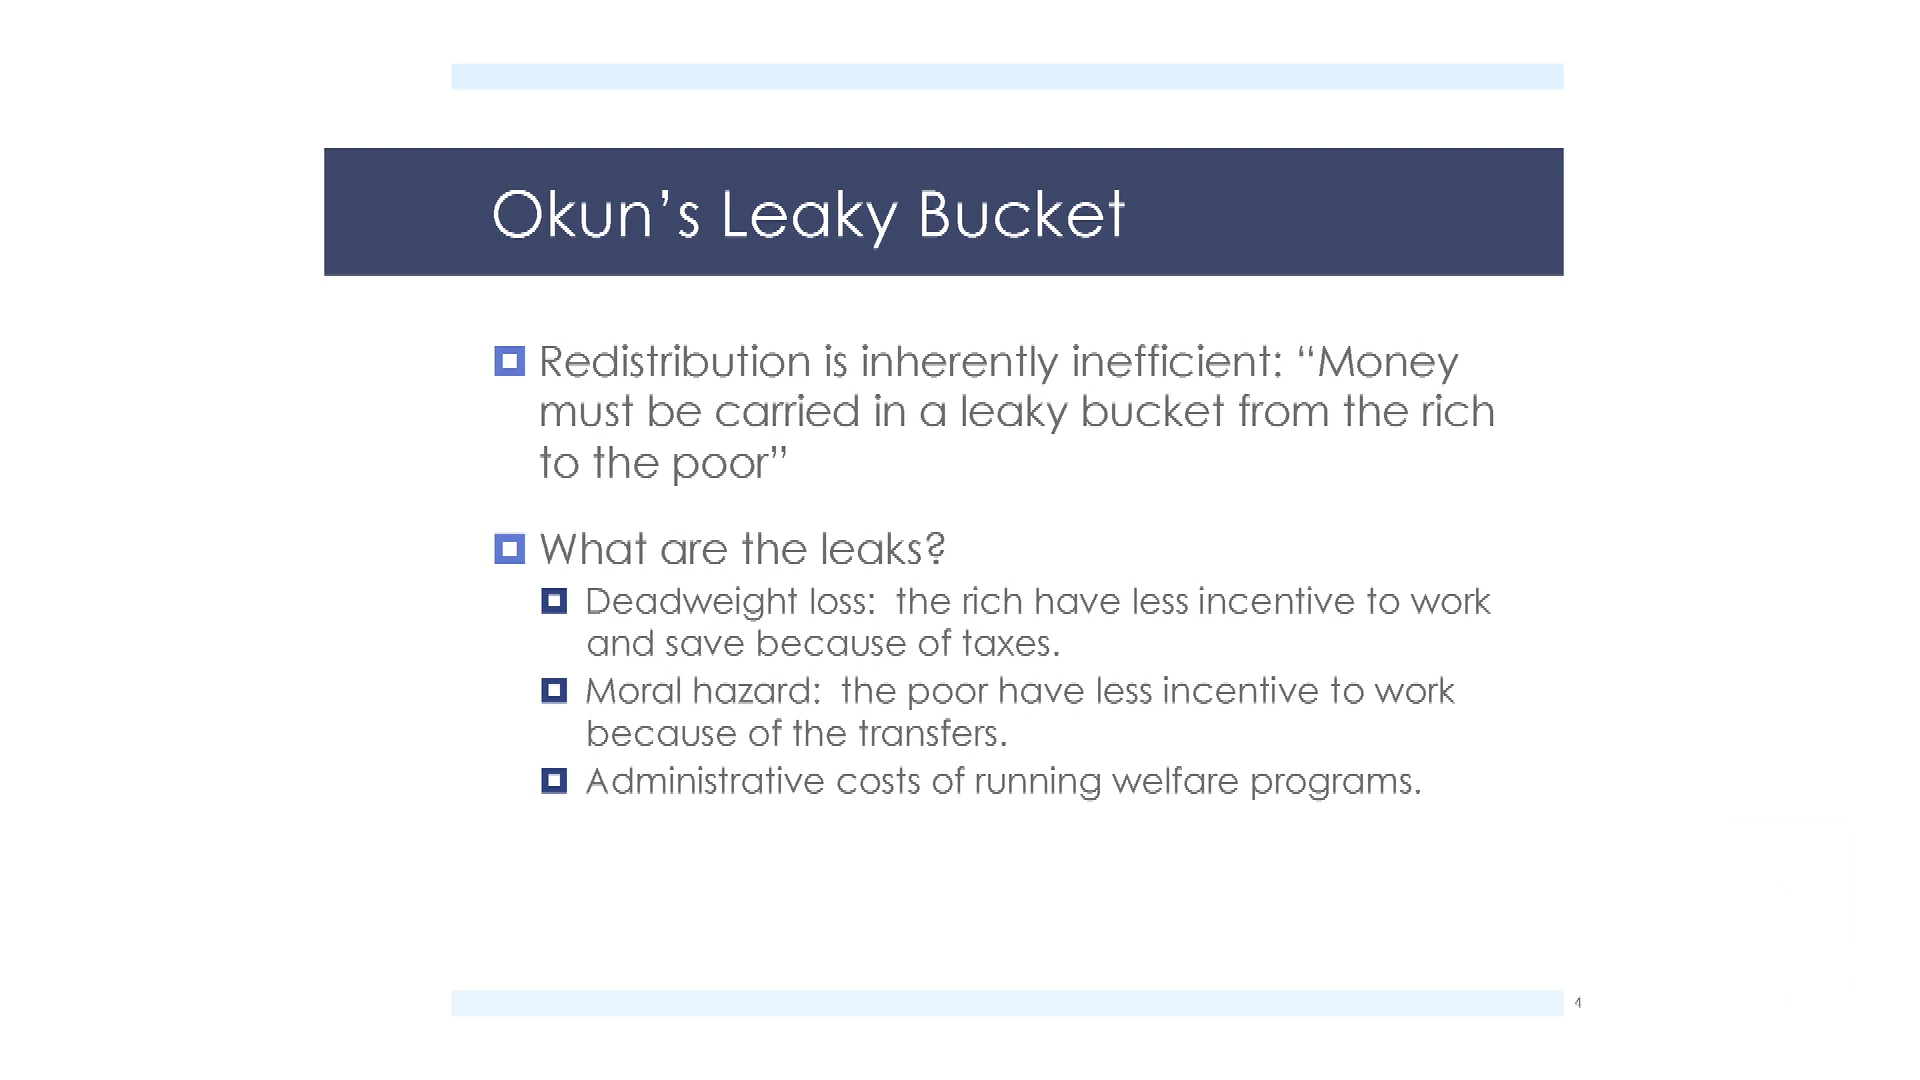 Okun’s Leaky Bucket
Redistribution is inherently inefficient: “Money
must be carried in a leaky bucket from the rich
to the poor”
What are the leaks?
Deadweight loss:  the rich have less incentive to work
and save because of taxes.
Moral hazard:  the poor have less incentive to work
because of the transfers.
Administrative costs of running welfare programs.
4